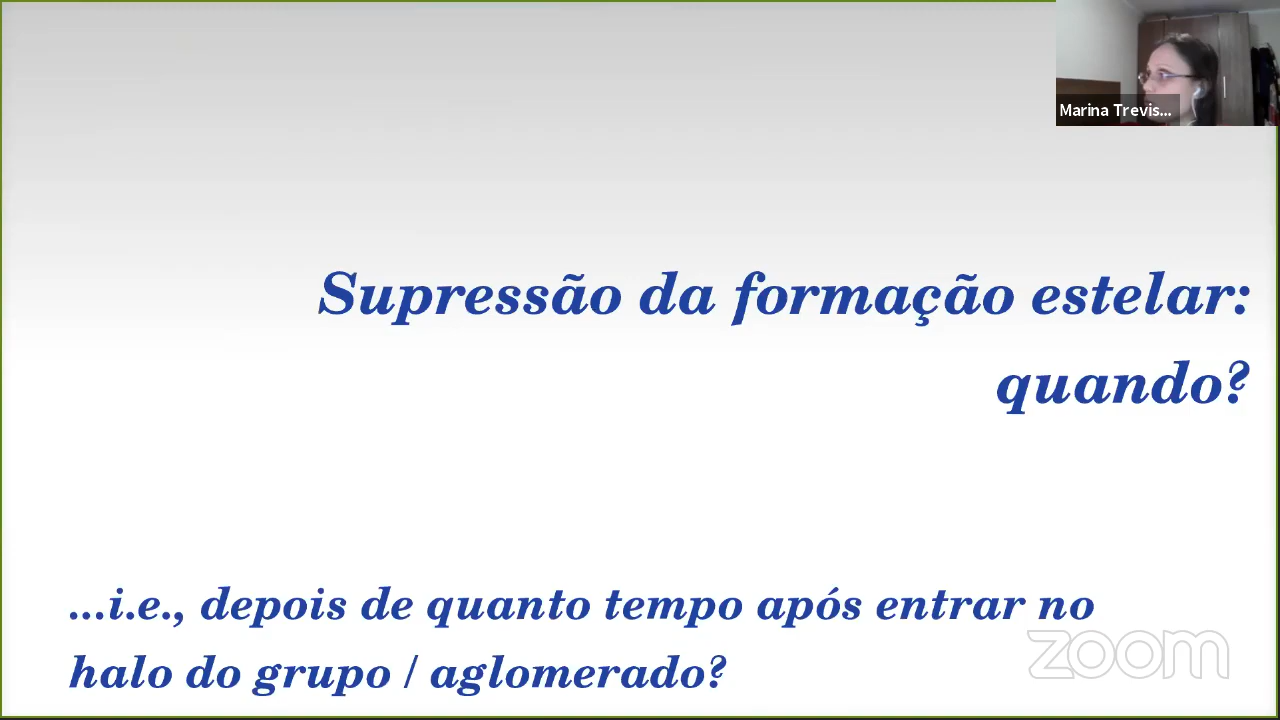 Marina Trevis...
Supressão da formação estelar:
quando?
...i.e., depois de quanto tempo após entrar no
halo do grupo / aglomerado?
zoom